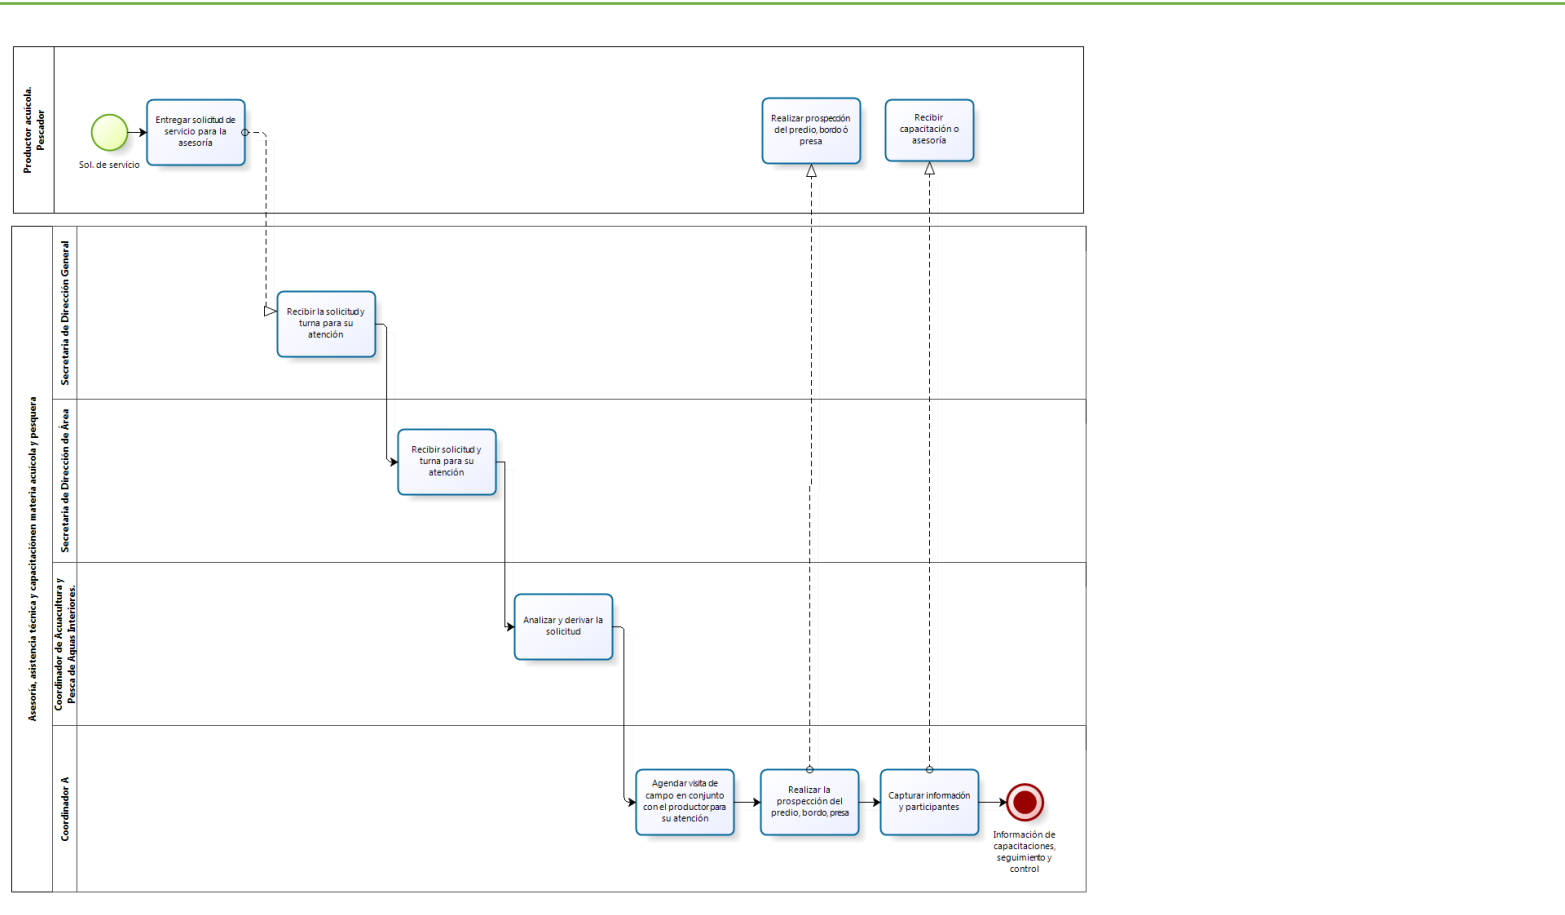 Productor acuícola.
Pescador
Sol. de servicio
Entregar solicitud de
servicio para la
asesoría
Realizar prospección
del predio, bordo ó
presa
Recibir
capacitación o
asesoría
Asesoría, asistencia técnica y capacitaciónen materia acuícola y pesquera
Secretaria de Dirección General
Recibir la solicitud y
turna para su
atención
Secretaria de Dirección de Área
Recibir solicitud y
turna para su
atención
Coordinador de Acuacultura y
Pesca de Aguas Interiores.
Analizar y derivar la
solicitud
Coordinador A
Agendar visita de
campo en conjunto
con el productor para
su atención
Realizar la
prospección del
predio, bordo, presa
Capturar información
y participantes
Información de
capacitaciones,
seguimiento y
control